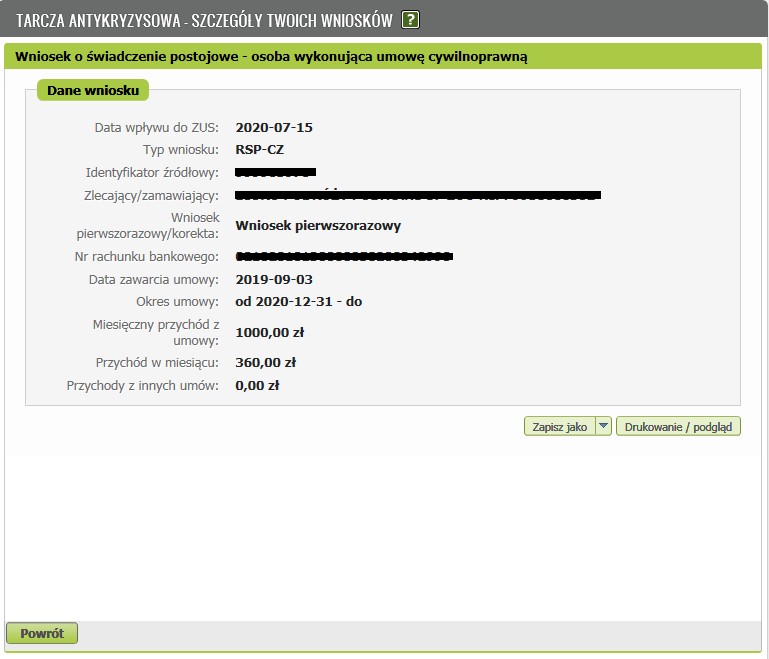 TARCZA ANTYKRYZYSOWA - SZCZEGÓŁY TWOICH WNIOSKÓW ?
Wniosek o świadczenie postojowe - osoba wykonująca umowę cywilnoprawną
Dane wniosku
Data wpływu do ZUS: 2020-07-15
Typ wniosku: RSP-CZ
Identyfikator źródłowy:
Zlecający/zamawiający:
Wniosek
pierwszorazowy/korekta: Wniosek pierwszorazowy
Nr rachunku bankowego:
Data zawarcia umowy: 2019-09-03
Okres umowy: od 2020-12-31 - do
Miesięczny przychód z
umowy: 1000,00 zł
Przychód w miesiącu: 360,00 zł
Przychody z innych umów: 0,00 zł
Zapisz jako
Drukowanie / podgląd
Powrót